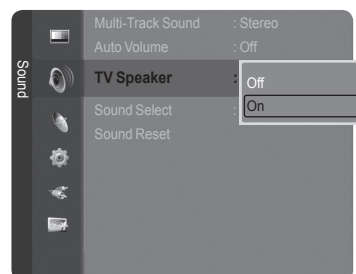 Sound
Multi-Track Sound : Stereo
Auto Volume : Off
TV Speaker :
Off
On
Sound Select :
Sound Reset